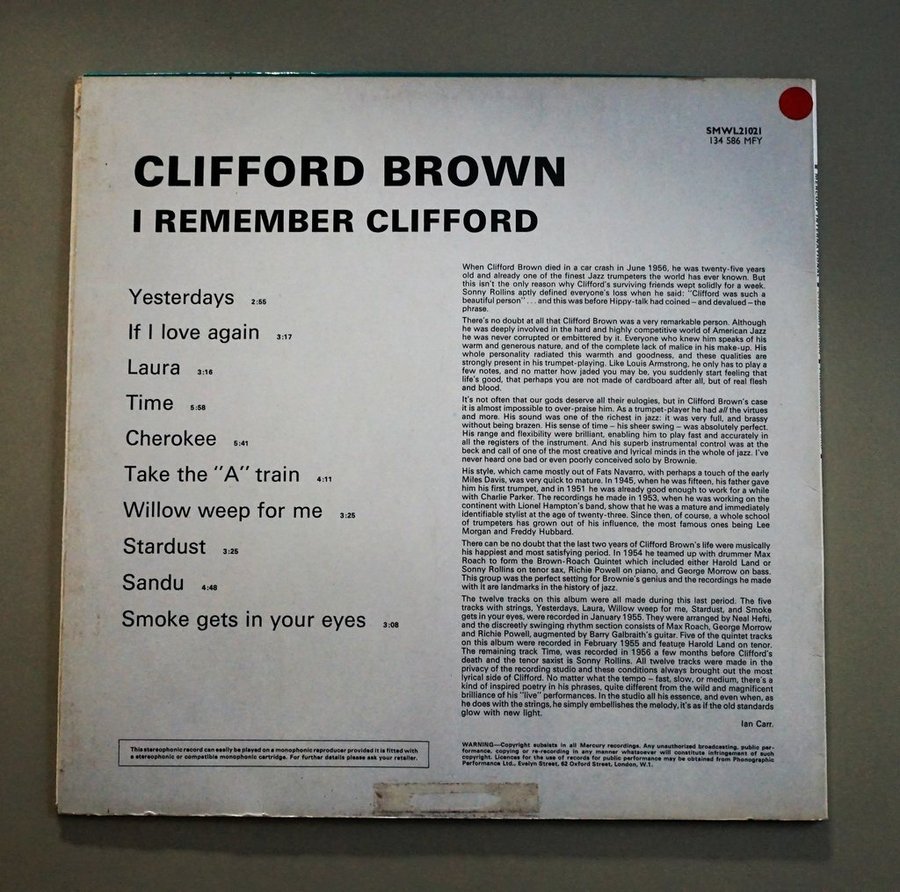 SMWL21021
134 586 MFY
CLIFFORD BROWN
I REMEMBER CLIFFORD
Yesterdays 2:55
If I love again 3:17
Laura 3:16
Time 5:58
Cherokee 5:41
Take the "A" train 4:11
Willow weep for me 3:25
Stardust 3:25
Sandu 4:48
Smoke gets in your eyes 3:08
This stereophonic record can easily be played on a monophonic reproducer provided it is fitted with
a stereophonic or compatible monophonic cartridge. For further details please ask your retailer.
When Clifford Brown died in a car crash in June 1956, he was twenty-five years
old and already one of the finest Jazz trumpeters the world has ever known. But
this isn't the only reason why Clifford's surviving friends wept solidly for a week.
Sonny Rollins aptly defined everyone's loss when he said: "Clifford was such a
beautiful person" . . . and this was before Hippy-talk had coined – and devalued – the
phrase.
There's no doubt at all that Clifford Brown was a very remarkable person. Although
he was deeply involved in the hard and highly competitive world of American Jazz
he was never corrupted or embittered by it. Everyone who knew him speaks of his
warm and generous nature, and of the complete lack of malice in his make-up. His
whole personality radiated this warmth and goodness, and these qualities are
strongly present in his trumpet-playing. Like Louis Armstrong, he only has to play a
few notes, and no matter how jaded you may be, you suddenly start feeling that
life's good, that perhaps you are not made of cardboard after all, but of real flesh
and blood.
It's not often that our gods deserve all their eulogies, but in Clifford Brown's case
it is almost impossible to over-praise him. As a trumpet-player he had all the virtues
and more. His sound was one of the richest in jazz: it was very full, and brassy
without being brazen. His sense of time – his sheer swing – was absolutely perfect.
His range and flexibility were brilliant, enabling him to play fast and accurately in
all the registers of the instrument. And his superb instrumental control was at the
beck and call of one of the most creative and lyrical minds in the whole of jazz. I've
never heard one bad or even poorly conceived solo by Brownie.
His style, which came mostly out of Fats Navarro, with perhaps a touch of the early
Miles Davis, was very quick to mature. In 1945, when he was fifteen, his father gave
him his first trumpet, and in 1951 he was already good enough to work for a while
with Charlie Parker. The recordings he made in 1953, when he was working on the
continent with Lionel Hampton's band, show that he was a mature and immediately
identifiable stylist at the age of twenty-three. Since then, of course, a whole school
of trumpeters has grown out of his influence, the most famous ones being Lee
Morgan and Freddy Hubbard.
There can be no doubt that the last two years of Clifford Brown's life were musically
his happiest and most satisfying period. In 1954 he teamed up with drummer Max
Roach to form the Brown-Roach Quintet which included either Harold Land or
Sonny Rollins on tenor sax, Richie Powell on piano, and George Morrow on bass.
This group was the perfect setting for Brownie's genius and the recordings he made
with it are landmarks in the history of jazz.
The twelve tracks on this album were all made during this last period. The five
tracks with strings, Yesterdays, Laura, Willow weep for me, Stardust, and Smoke
gets in your eyes, were recorded in January 1955. They were arranged by Neal Hefti,
and the discreetly swinging rhythm section consists of Max Roach, George Morrow
and Richie Powell, augmented by Barry Galbraith's guitar. Five of the quintet tracks
on this album were recorded in February 1955 and feature Harold Land on tenor.
The remaining track Time, was recorded in 1956 a few months before Clifford's
death and the tenor saxist is Sonny Rollins. All twelve tracks were made in the
privacy of the recording studio and these conditions always brought out the most
lyrical side of Clifford. No matter what the tempo – fast, slow, or medium, there's a
kind of inspired poetry in his phrases, quite different from the wild and magnificent
brilliance of his "live" performances. In the studio all his essence, and even when, as
he does with the strings, he simply embellishes the melody, it's as if the old standards
glow with new light.
Ian Carr.
WARNING—Copyright subsists in all Mercury recordings. Any unauthorized broadcasting, public per-
formance, copying or re-recording in any manner whatsoever will constitute infringement of such
copyright. Licences for the use of records for public performance may be obtained from Phonographic
Performance Ltd., Evelyn Street, 62 Oxford Street, London, W.1.